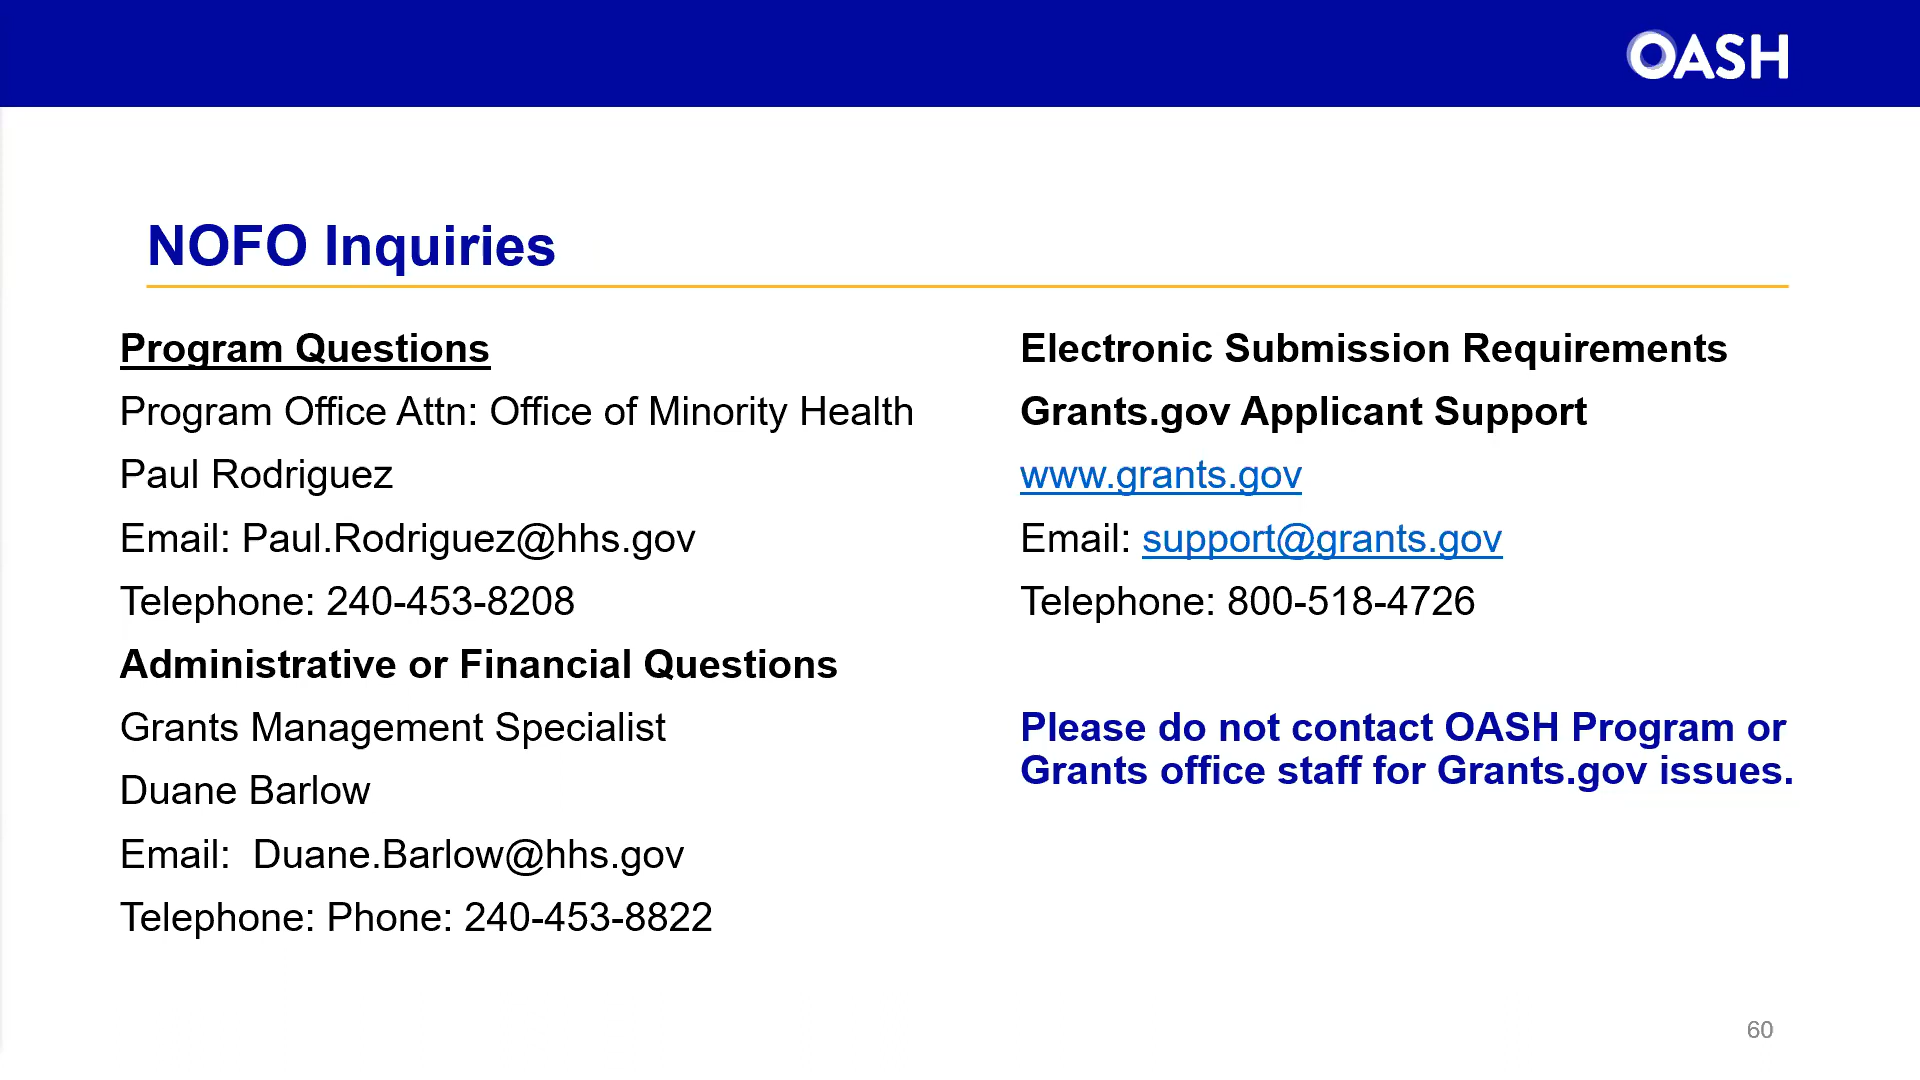 OASH
NOFO Inquiries
Program Questions
Program Office Attn: Office of Minority Health
Paul Rodriguez
Email: Paul.Rodriguez@hhs.gov
Telephone: 240-453-8208
Administrative or Financial Questions
Grants Management Specialist
Duane Barlow
Email:  Duane.Barlow@hhs.gov
Telephone: Phone: 240-453-8822
Electronic Submission Requirements
Grants.gov Applicant Support
www.grants.gov
Email: support@grants.gov
Telephone: 800-518-4726
Please do not contact OASH Program or
Grants office staff for Grants.gov issues.
60